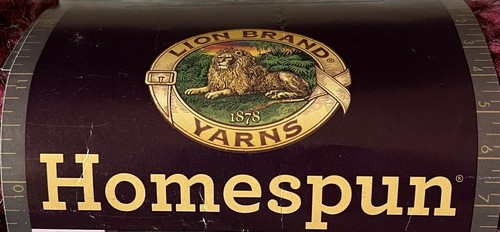 LION BRAND®
1878
YARNS
Homespun®